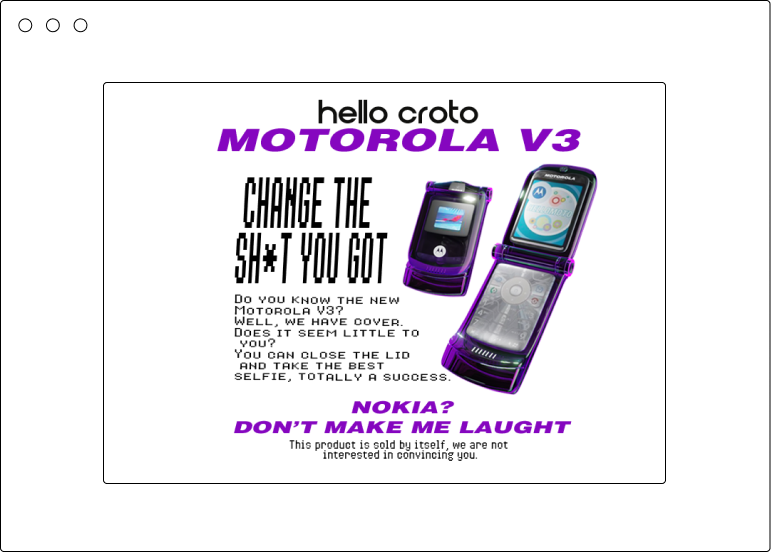 hello croto
MOTOROLA V3
CHANGE THE
SH*T YOU GOT
MOTOROLA
Do you know the new
Motorola V3?
Well, we have cover.
Does it seem little to
you?
You can close the lid
and take the best
selfie, totally a success.
NOKIA?
DON'T MAKE ME LAUGHT
This product is sold by itself, we are not
interested in convincing you.